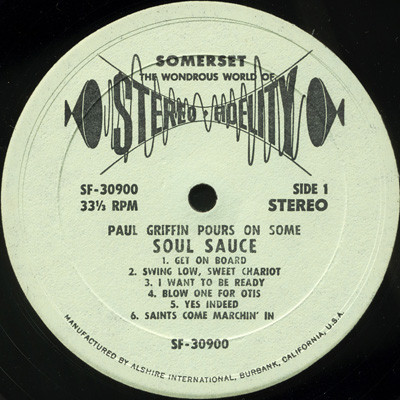 SOMERSET
THE WONDROUS WORLD OF
STEREO-FIDELITY
SF-30900
33⅓ RPM
SIDE 1
STEREO
PAUL GRIFFIN POURS ON SOME
SOUL SAUCE
1. GET ON BOARD
2. SWING LOW, SWEET CHARIOT
3. I WANT TO BE READY
4. BLOW ONE FOR OTIS
5. YES INDEED
6. SAINTS COME MARCHIN' IN
SF-30900
MANUFACTURED BY ALSHIRE INTERNATIONAL, BURBANK, CALIFORNIA, U.S.A.